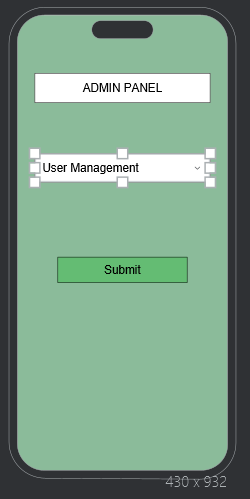 ADMIN PANEL
User Management
Submit
430 x 932